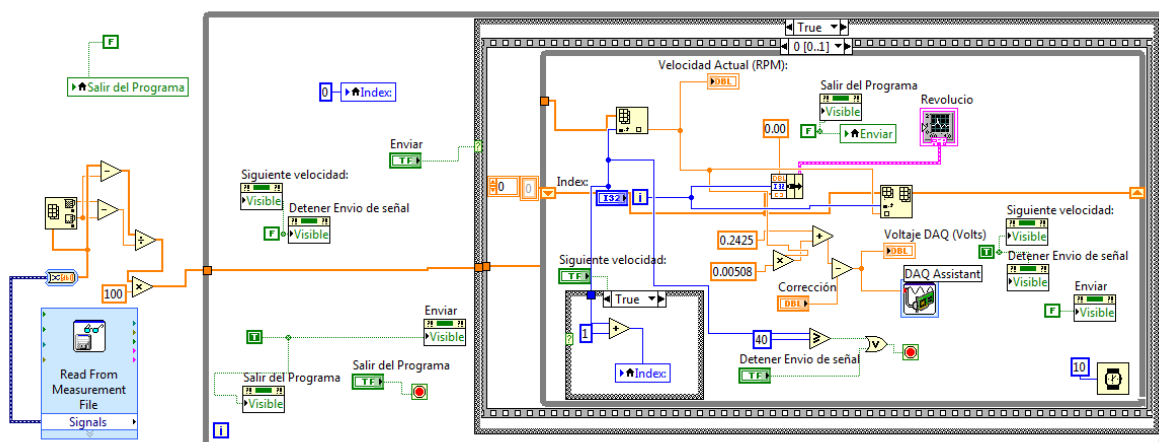 F
Salir del Programa
100
Read From
Measurement
File
Signals
0
Index:
Enviar
TF
Siguiente velocidad:
Visible
Detener Envio de señal
F
Visible
T
Enviar
Visible
Salir del Programa
Visible
Salir del Programa
TF
i
True
0 [0..1]
Velocidad Actual (RPM):
DBL
Salir del Programa
Visible
F
Enviar
Revolucio
0.00
DBL
I32
0
0
Index:
I32
i
0.2425
0.00508
Corrección
DBL
Voltaje DAQ (Volts)
DBL
DAQ Assistant
Siguiente velocidad:
TF
True
1
Index:
40
Detener Envio de señal
TF
Siguiente velocidad:
Visible
T
Detener Envio de señal
Visible
Enviar
F
Visible
10